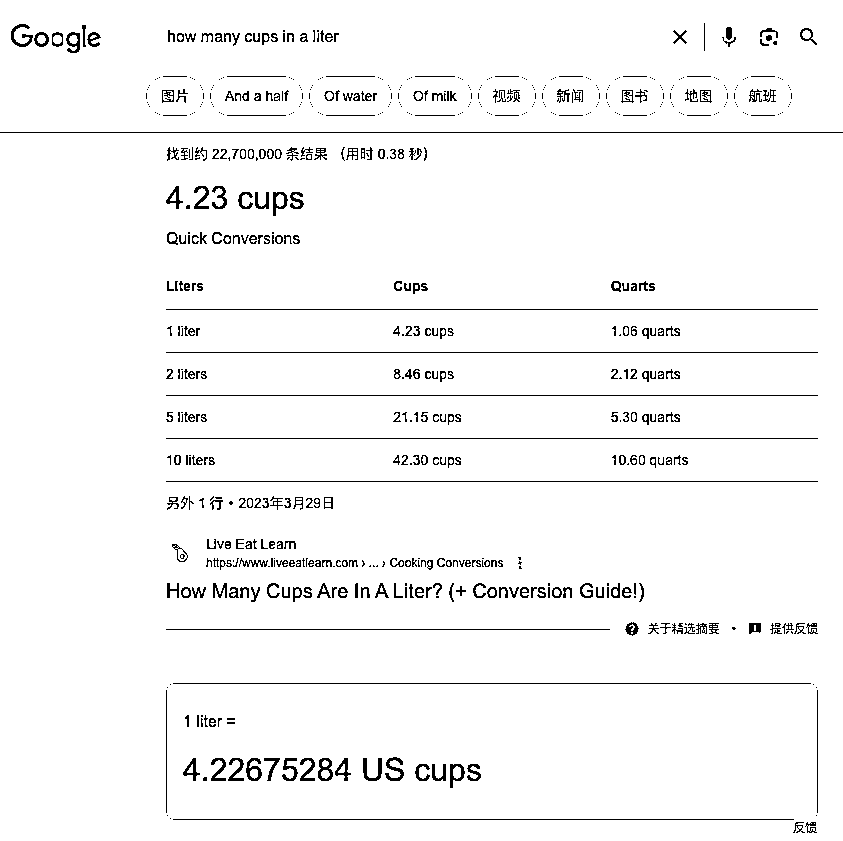 Google how many cups in a liter
图片 And a half Of water Of milk 视频 新闻 图书 地图 航班
找到约 22,700,000 条结果 （用时 0.38 秒）
4.23 cups
Quick Conversions
Liters Cups Quarts
1 liter 4.23 cups 1.06 quarts
2 liters 8.46 cups 2.12 quarts
5 liters 21.15 cups 5.30 quarts
10 liters 42.30 cups 10.60 quarts
另外 1 行 • 2023年3月29日
Live Eat Learn
https://www.liveeatlearn.com › ... › Cooking Conversions
How Many Cups Are In A Liter? (+ Conversion Guide!)
关于精选摘要 • 提供反馈
1 liter =
4.22675284 US cups
反馈